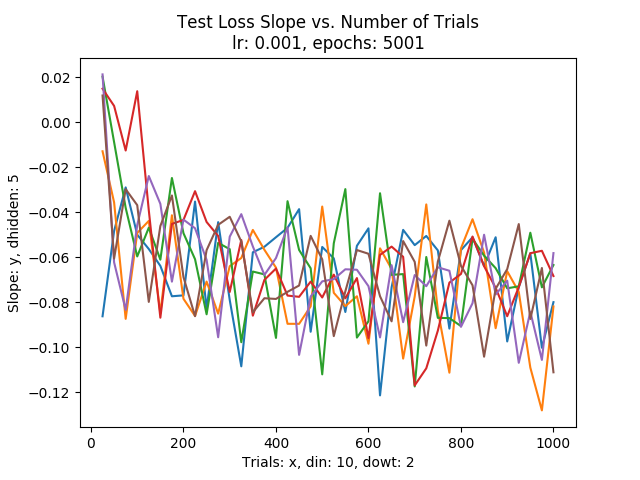 Test Loss Slope vs. Number of Trials
lr: 0.001, epochs: 5001
Slope: y, dhidden: 5
0.02
0.00
−0.02
−0.04
−0.06
−0.08
−0.10
−0.12
0 200 400 600 800 1000
Trials: x, din: 10, dowt: 2